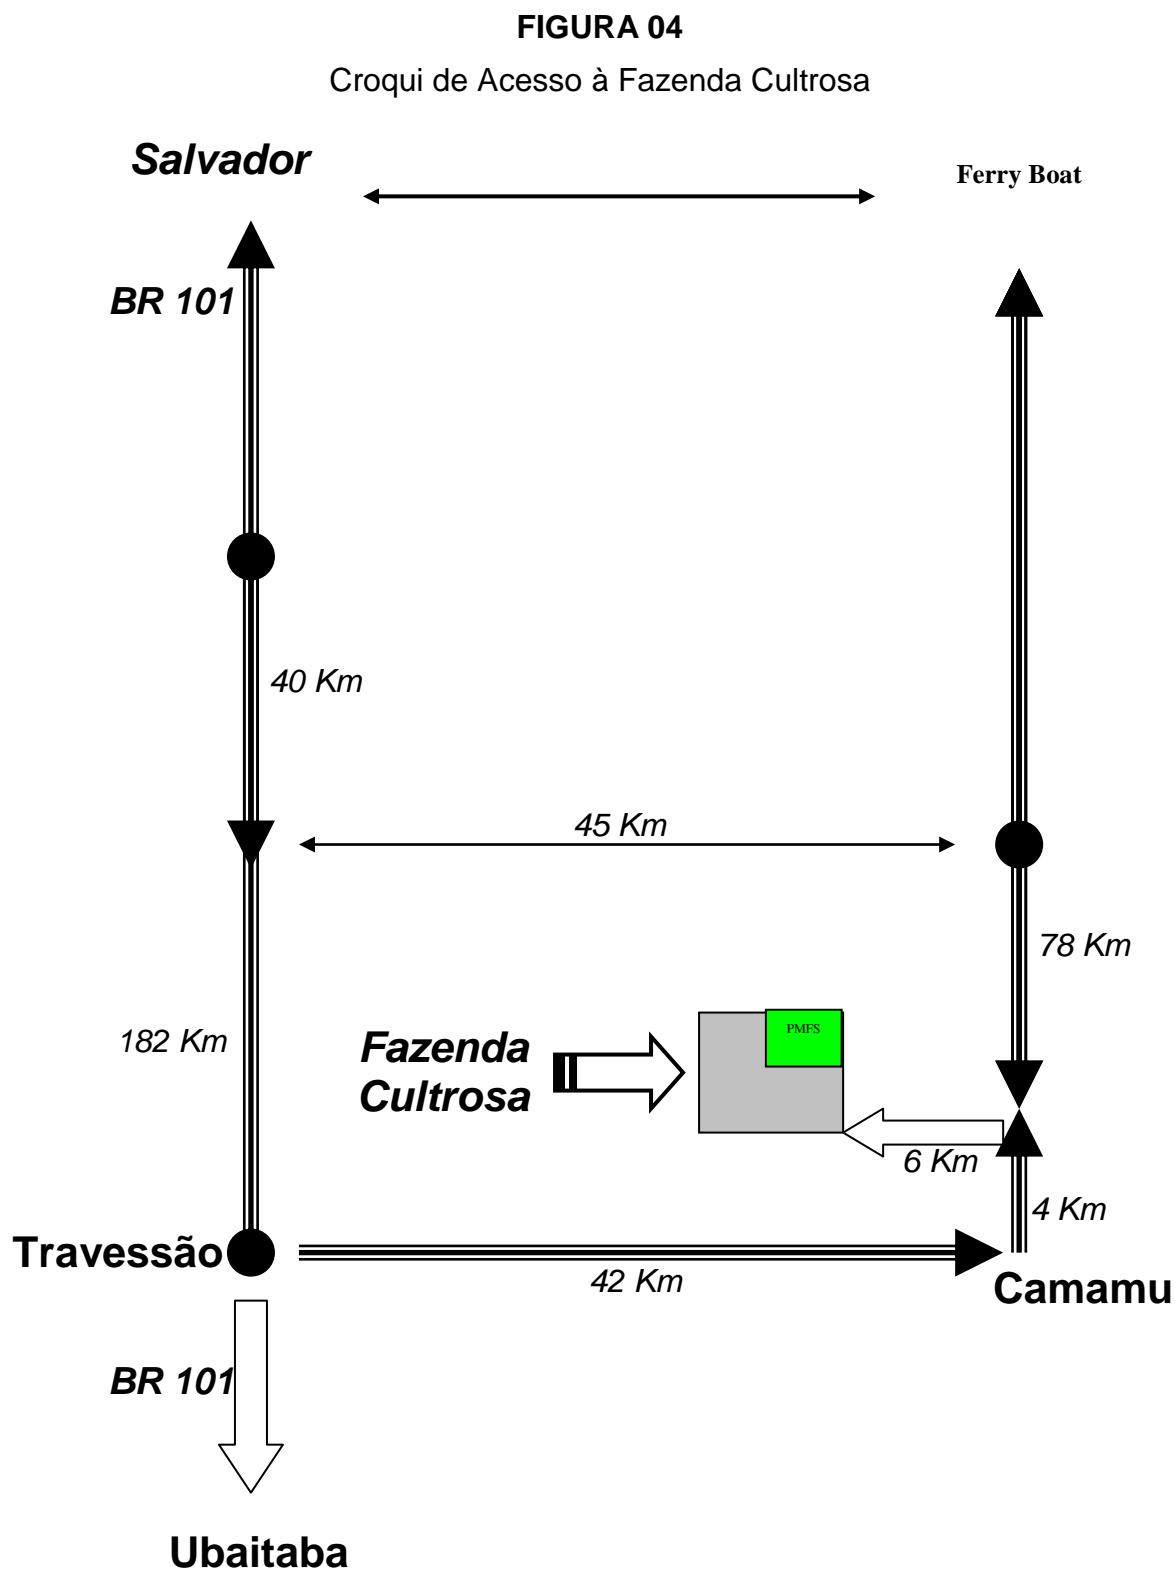 FIGURA 04
Croqui de Acesso à Fazenda Cultrosa
Salvador
Ferry Boat
BR 101
40 Km
45 Km
78 Km
182 Km
Fazenda
Cultrosa
PMFS
6 Km
4 Km
Travessão
42 Km
Camamu
BR 101
Ubaitaba